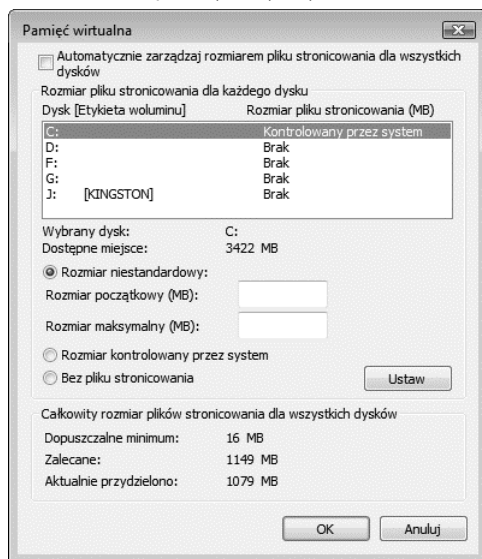 Pamięć wirtualna
Automatycznie zarządzaj rozmiarem pliku stronicowania dla wszystkich
dysków
Rozmiar pliku stronicowania dla każdego dysku
Dysk [Etykieta woluminu] Rozmiar pliku stronicowania (MB)
C: Kontrolowany przez system
D: Brak
F: Brak
G: Brak
J: [KINGSTON] Brak
Wybrany dysk: C:
Dostępne miejsce: 3422 MB
Rozmiar niestandardowy:
Rozmiar początkowy (MB):
Rozmiar maksymalny (MB):
Rozmiar kontrolowany przez system
Bez pliku stronicowania Ustaw
Całkowity rozmiar plików stronicowania dla wszystkich dysków
Dopuszczalne minimum: 16 MB
Zalecane: 1149 MB
Aktualnie przydzielono: 1079 MB
OK Anuluj